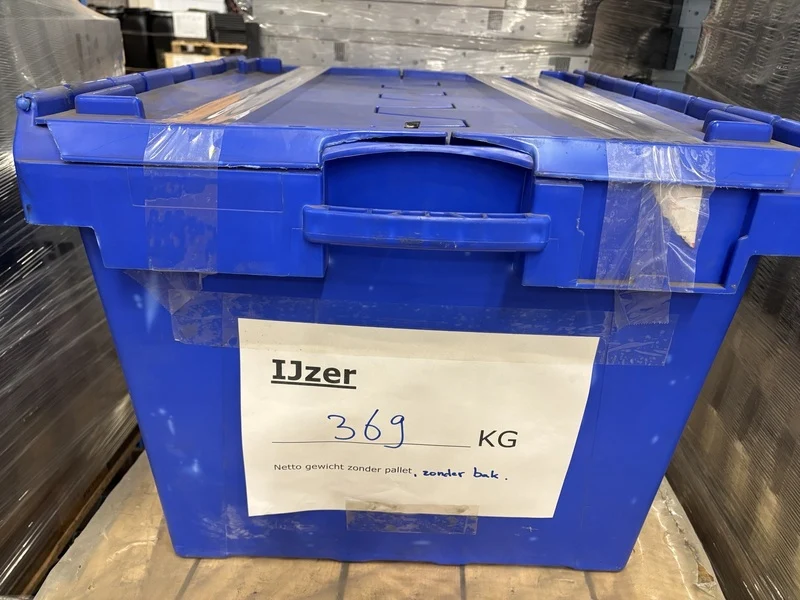 IJzer
369 KG
Netto gewicht zonder pallet, zonder bak.